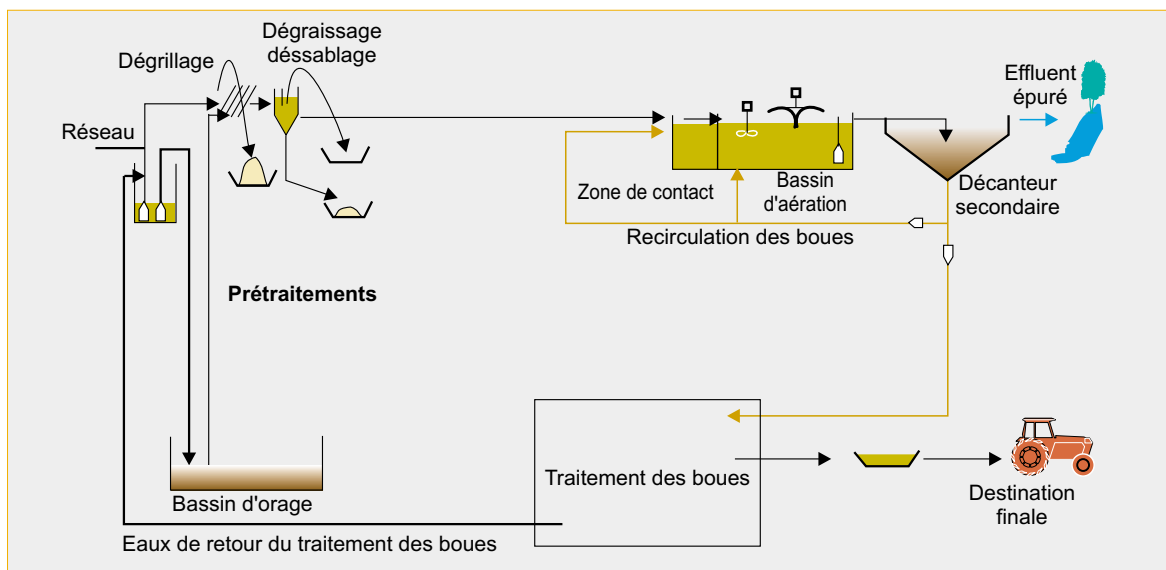 Dégraissage
déssablage
Dégrillage
Réseau
Effluent
épuré
Zone de contact
Bassin
d'aération
Décanteur
secondaire
Recirculation des boues
Prétraitements
Traitement des boues
Bassin d'orage
Destination
finale
Eaux de retour du traitement des boues